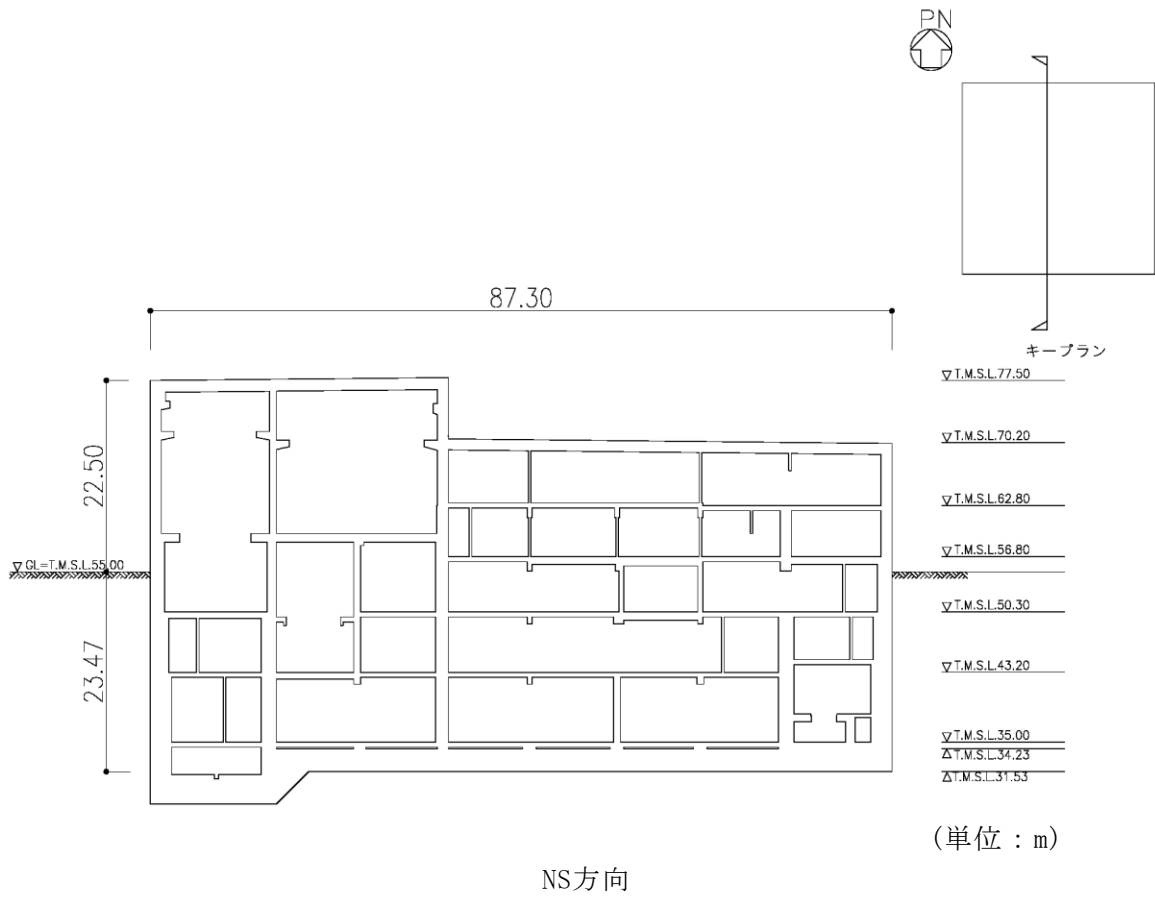 PN
キープラン
87.30
22.50
23.47
▽GL=T.M.S.L.55.00
▽T.M.S.L.77.50
▽T.M.S.L.70.20
▽T.M.S.L.62.80
▽T.M.S.L.56.80
▽T.M.S.L.50.30
▽T.M.S.L.43.20
▽T.M.S.L.35.00
△T.M.S.L.34.23
△T.M.S.L.31.53
(単位：m)
NS方向